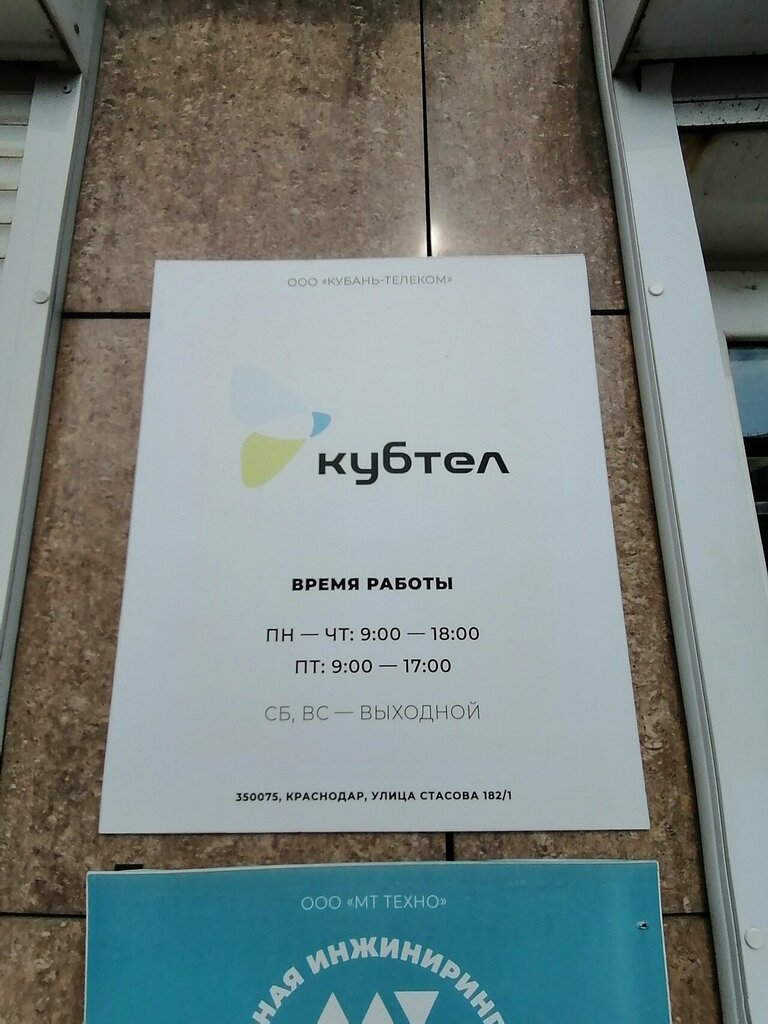 ООО «КУБАНЬ-ТЕЛЕКОМ»
кубтел
ВРЕМЯ РАБОТЫ
ПН — ЧТ: 9:00 — 18:00
ПТ: 9:00 — 17:00
СБ, ВС — ВЫХОДНОЙ
350075, КРАСНОДАР, УЛИЦА СТАСОВА 182/1
ООО «МТ ТЕХНО»